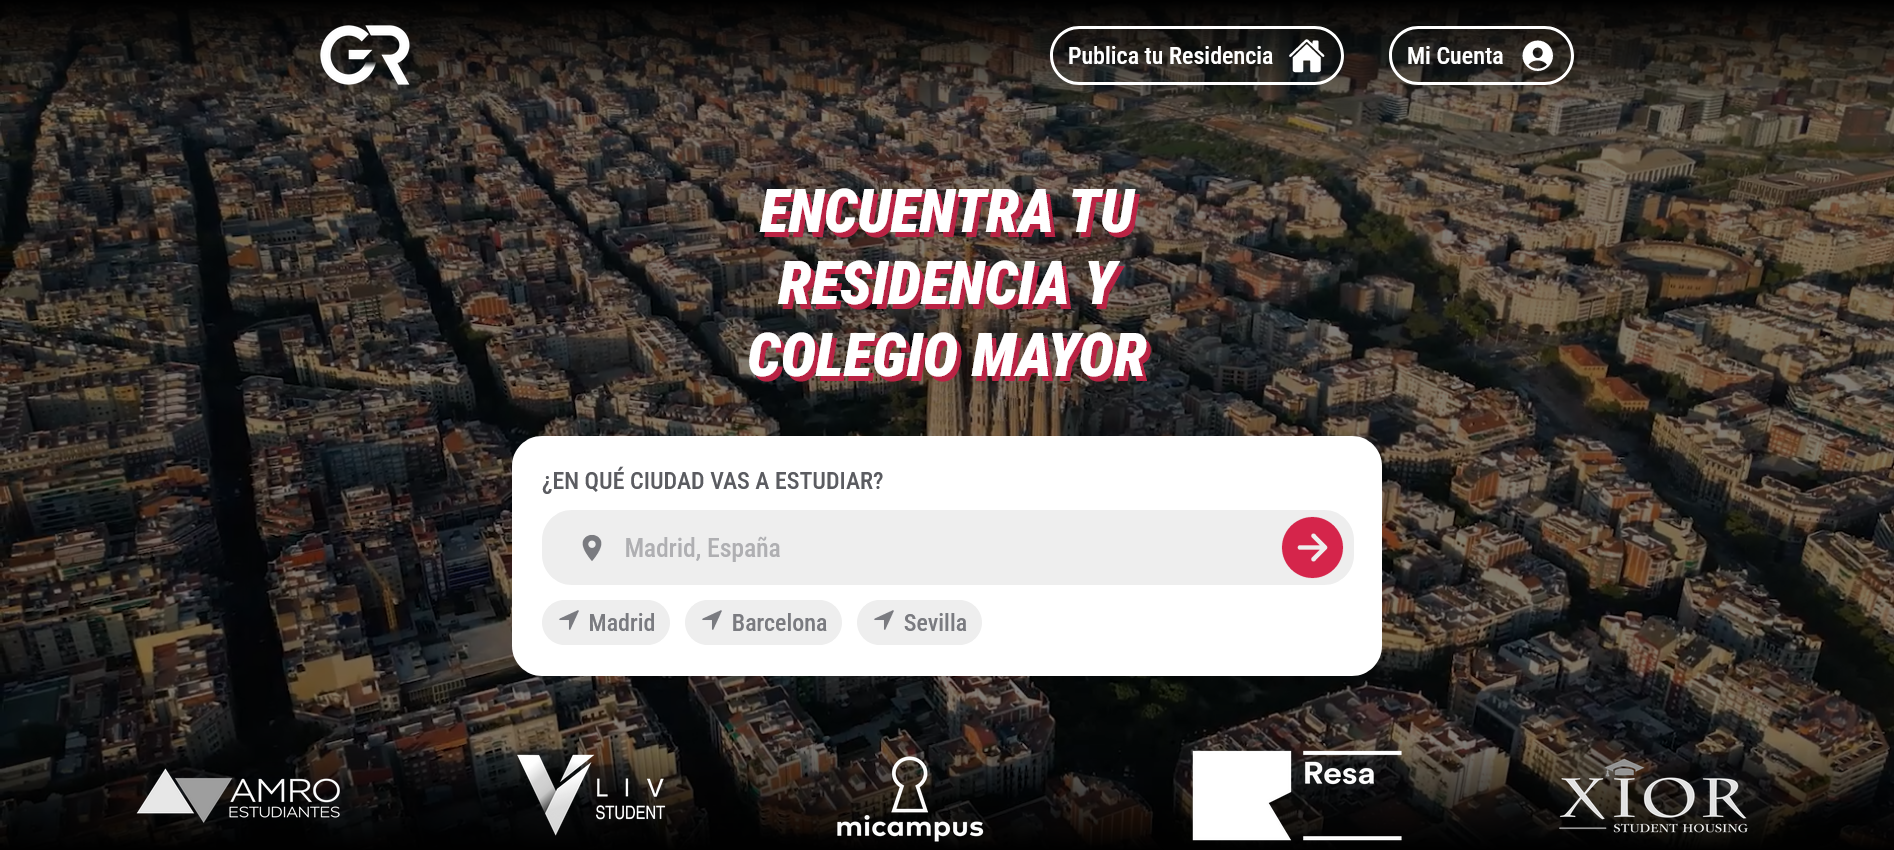 GR
Publica tu Residencia
Mi Cuenta
ENCUENTRA TU
RESIDENCIA Y
COLEGIO MAYOR
¿EN QUÉ CIUDAD VAS A ESTUDIAR?
Madrid, España
Madrid
Barcelona
Sevilla
AMRO
ESTUDIANTES
LIV
STUDENT
micampus
Resa
XIOR
STUDENT HOUSING